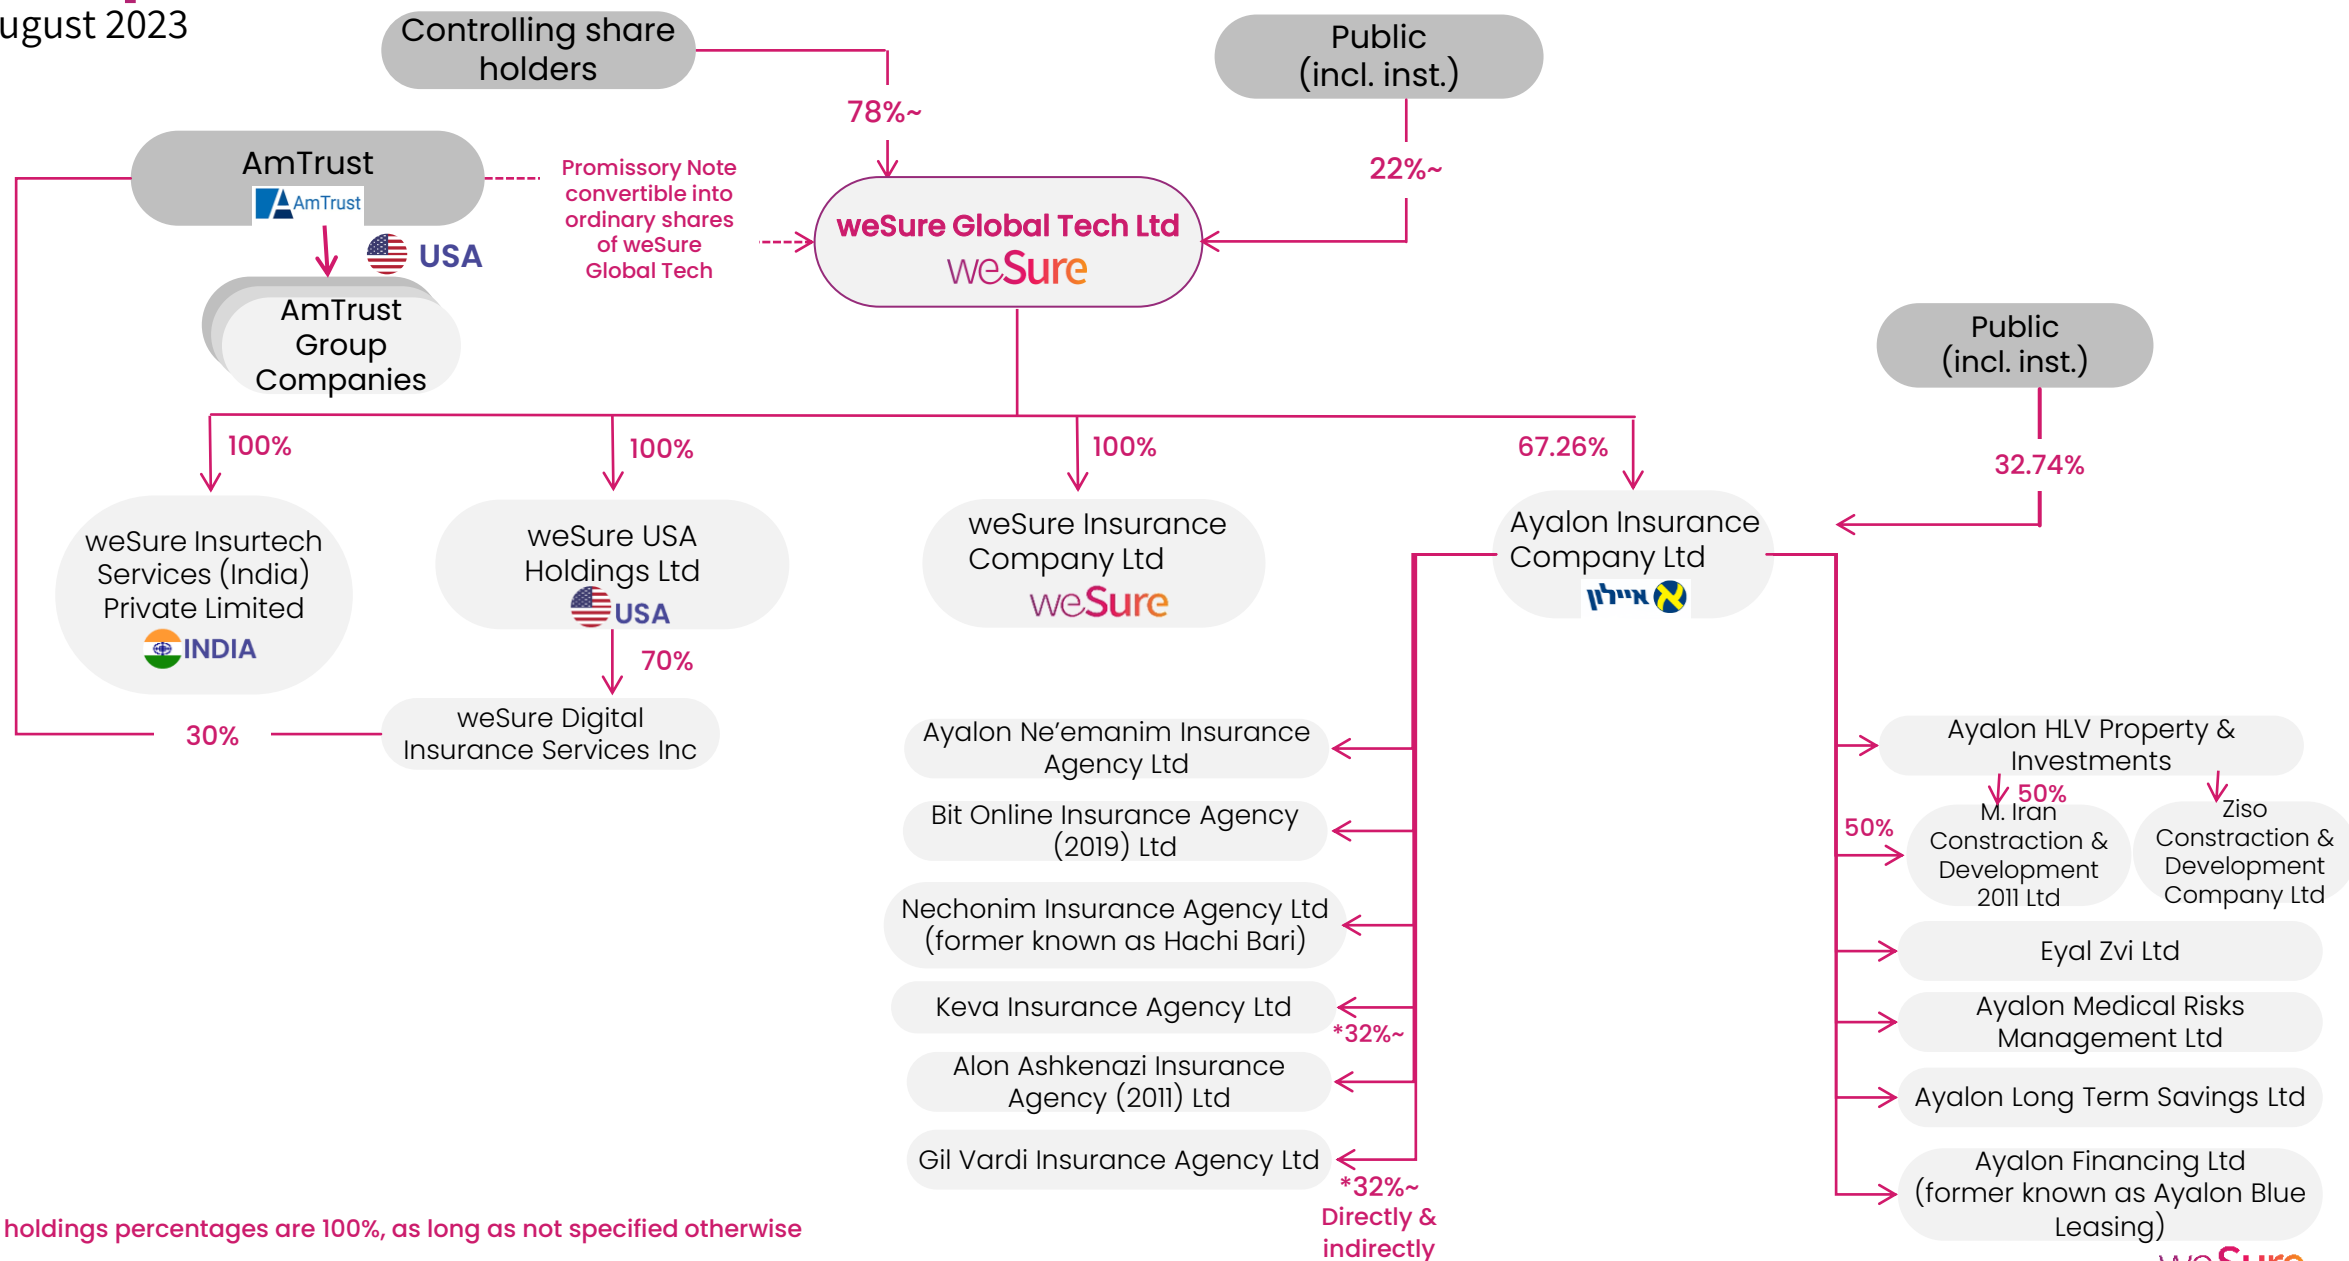 ugust 2023
Controlling share
holders
Public
(incl. inst.)
78%~
22%~
AmTrust
AmTrust
USA
AmTrust
Group
Companies
Promissory Note
convertible into
ordinary shares
of weSure
Global Tech
weSure Global Tech Ltd
weSure
Public
(incl. inst.)
32.74%
100%
100%
100%
67.26%
weSure Insurtech
Services (India)
Private Limited
INDIA
weSure USA
Holdings Ltd
USA
70%
weSure Digital
Insurance Services Inc
30%
weSure Insurance
Company Ltd
weSure
Ayalon Insurance
Company Ltd
איילון
Ayalon Ne’emanim Insurance
Agency Ltd
Bit Online Insurance Agency
(2019) Ltd
Nechonim Insurance Agency Ltd
(former known as Hachi Bari)
Keva Insurance Agency Ltd
*32%~
Alon Ashkenazi Insurance
Agency (2011) Ltd
Gil Vardi Insurance Agency Ltd
*32%~
Directly &
indirectly
Ayalon HLV Property &
Investments
50%
50%
M. Iran
Constraction &
Development
2011 Ltd
Ziso
Constraction &
Development
Company Ltd
Eyal Zvi Ltd
Ayalon Medical Risks
Management Ltd
Ayalon Long Term Savings Ltd
Ayalon Financing Ltd
(former known as Ayalon Blue
Leasing)
holdings percentages are 100%, as long as not specified otherwise
weSure